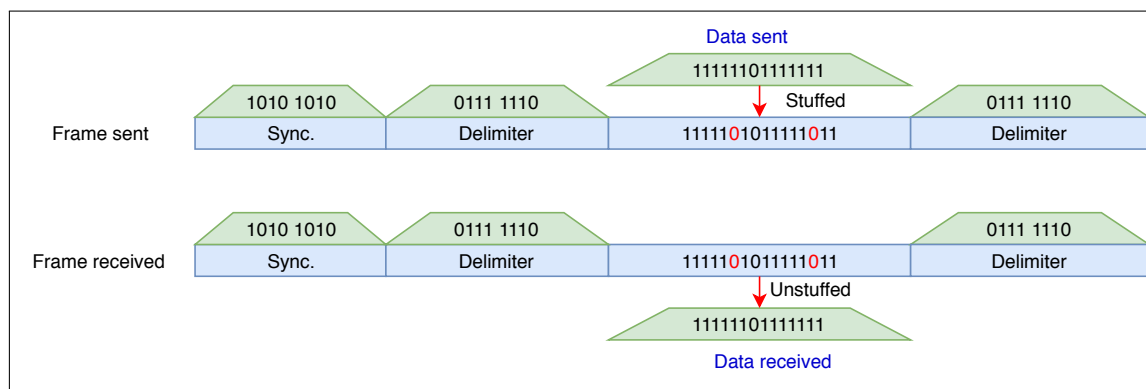 Data sent
11111101111111
1010 1010
0111 1110
Stuffed
0111 1110
Frame sent
Sync.
Delimiter
1111101011111011
Delimiter
1010 1010
0111 1110
0111 1110
Frame received
Sync.
Delimiter
1111101011111011
Delimiter
Unstuffed
11111101111111
Data received